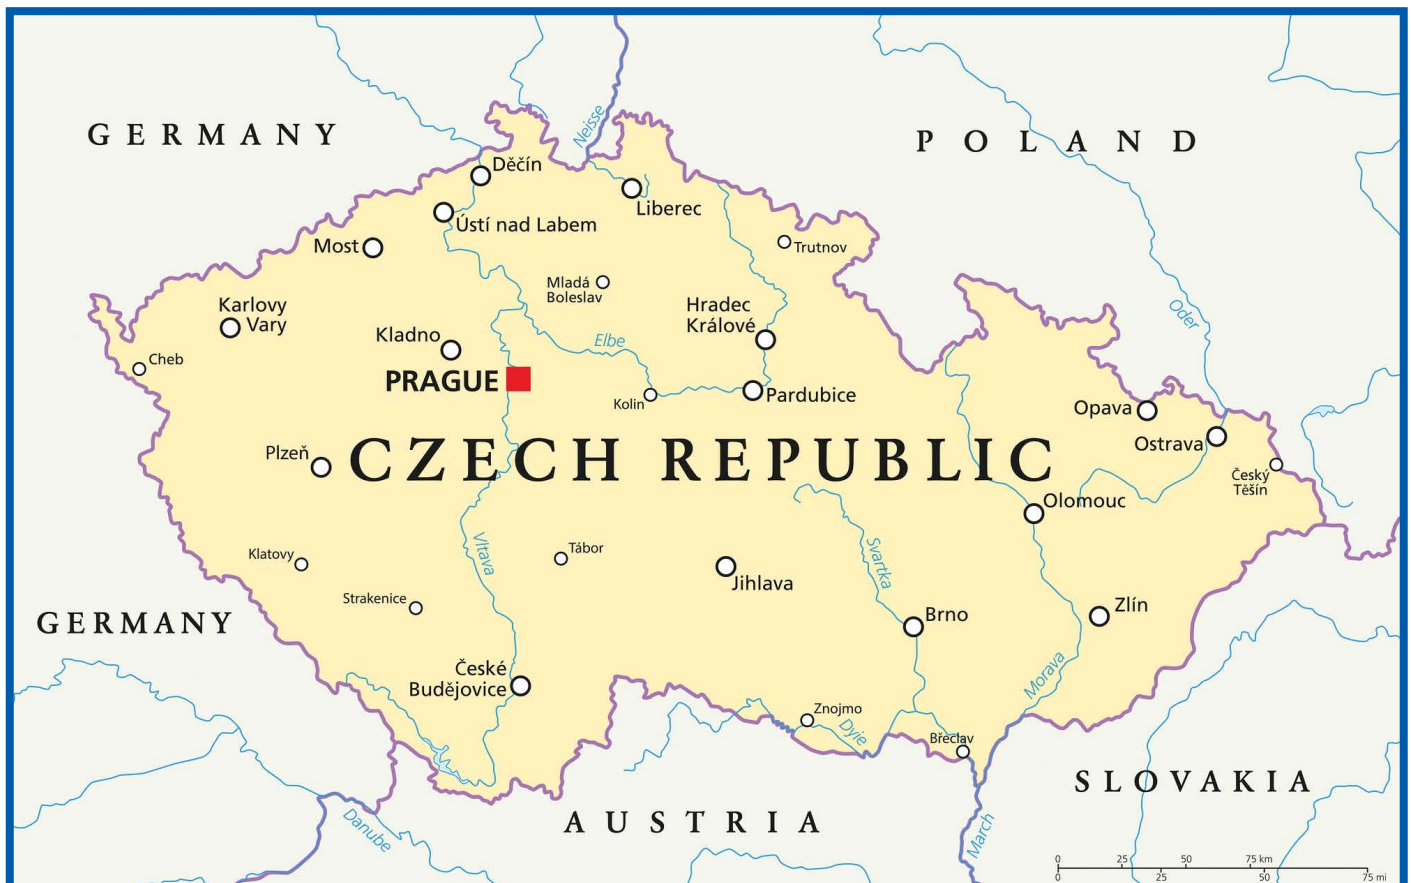 GERMANY
POLAND
Neisse
Děčín
Liberec
Ústí nad Labem
Most
Trutnov
Mladá
Boleslav
Karlovy
Vary
Hradec
Králové
Oder
Kladno
Elbe
Cheb
PRAGUE
Kolin
Pardubice
Opava
Ostrava
CZECH REPUBLIC
Plzeň
Český
Těšín
Olomouc
Vltava
Svartka
Klatovy
Tábor
Jihlava
Strakenice
Zlín
Brno
GERMANY
České
Budějovice
Morava
Znojmo
Dyie
Břeclav
SLOVAKIA
AUSTRIA
Danube
March
0 25 50 75 km
0 25 50 75 mi